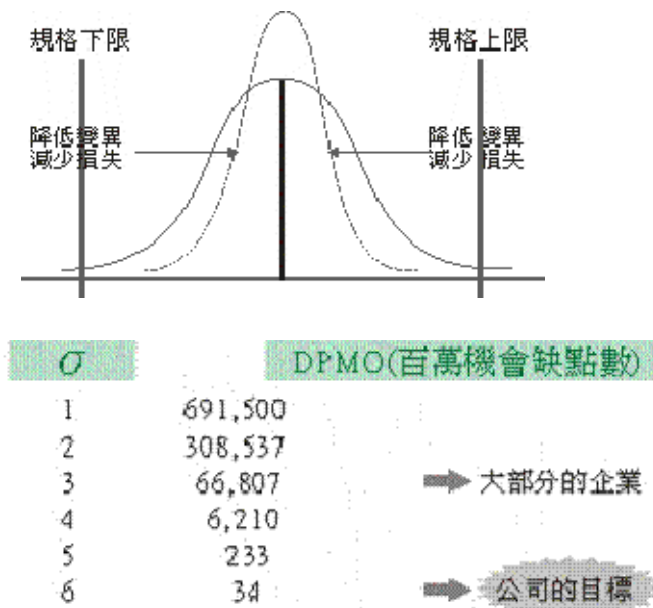 規格下限
規格上限
降低變異
減少損失
降低變異
減少損失
σ DPMO(百萬機會缺點數)
1 691,500
2 308,537
3 66,807 大部分的企業
4 6,210
5 233
6 34 公司的目標